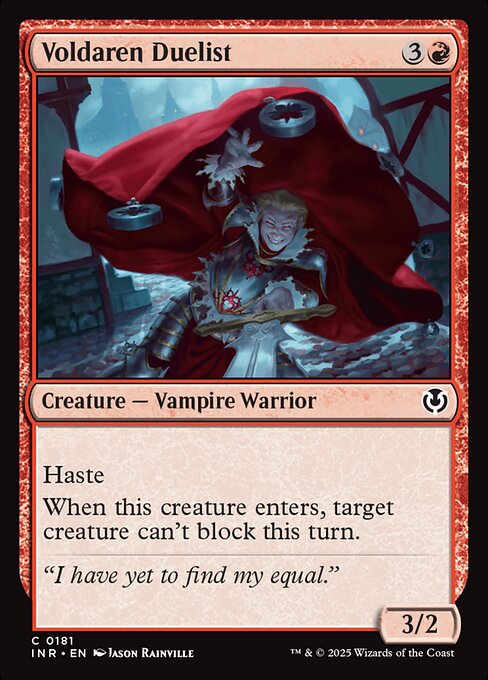 Voldaren Duelist 3
Creature — Vampire Warrior
Haste
When this creature enters, target
creature can't block this turn.
“I have yet to find my equal.”
3/2
C 0181
INR • EN Jason Rainville
™ & © 2025 Wizards of the Coast